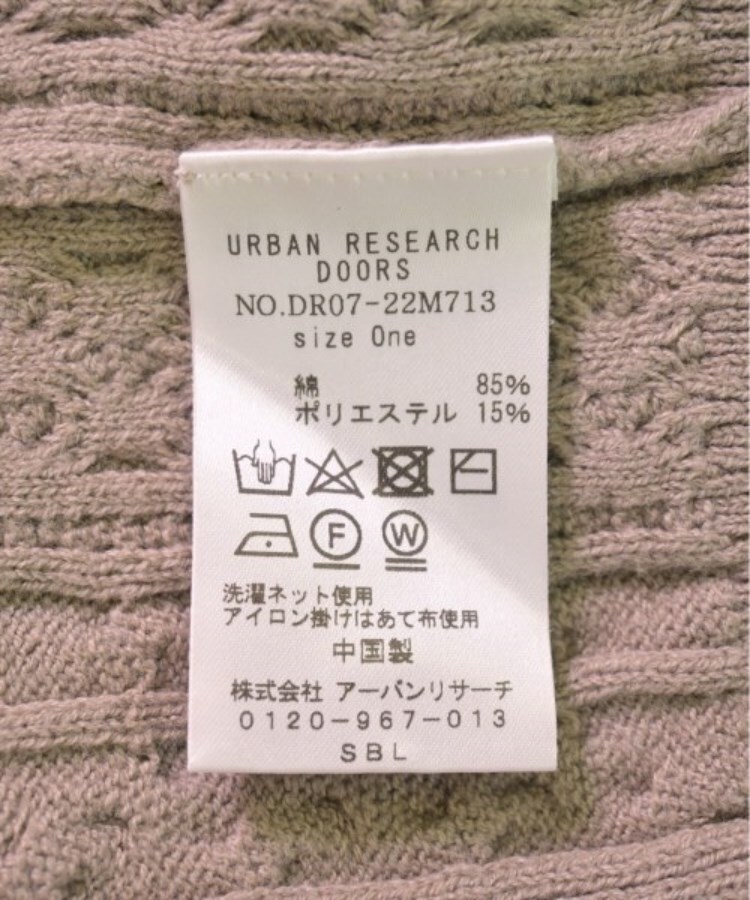 URBAN RESEARCH
DOORS
NO.DR07-22M713
size One
綿 85%
ポリエステル 15%
F W
洗濯ネット使用
アイロン掛けはあて布使用
中国製
株式会社 アーバンリサーチ
0120-967-013
SBL